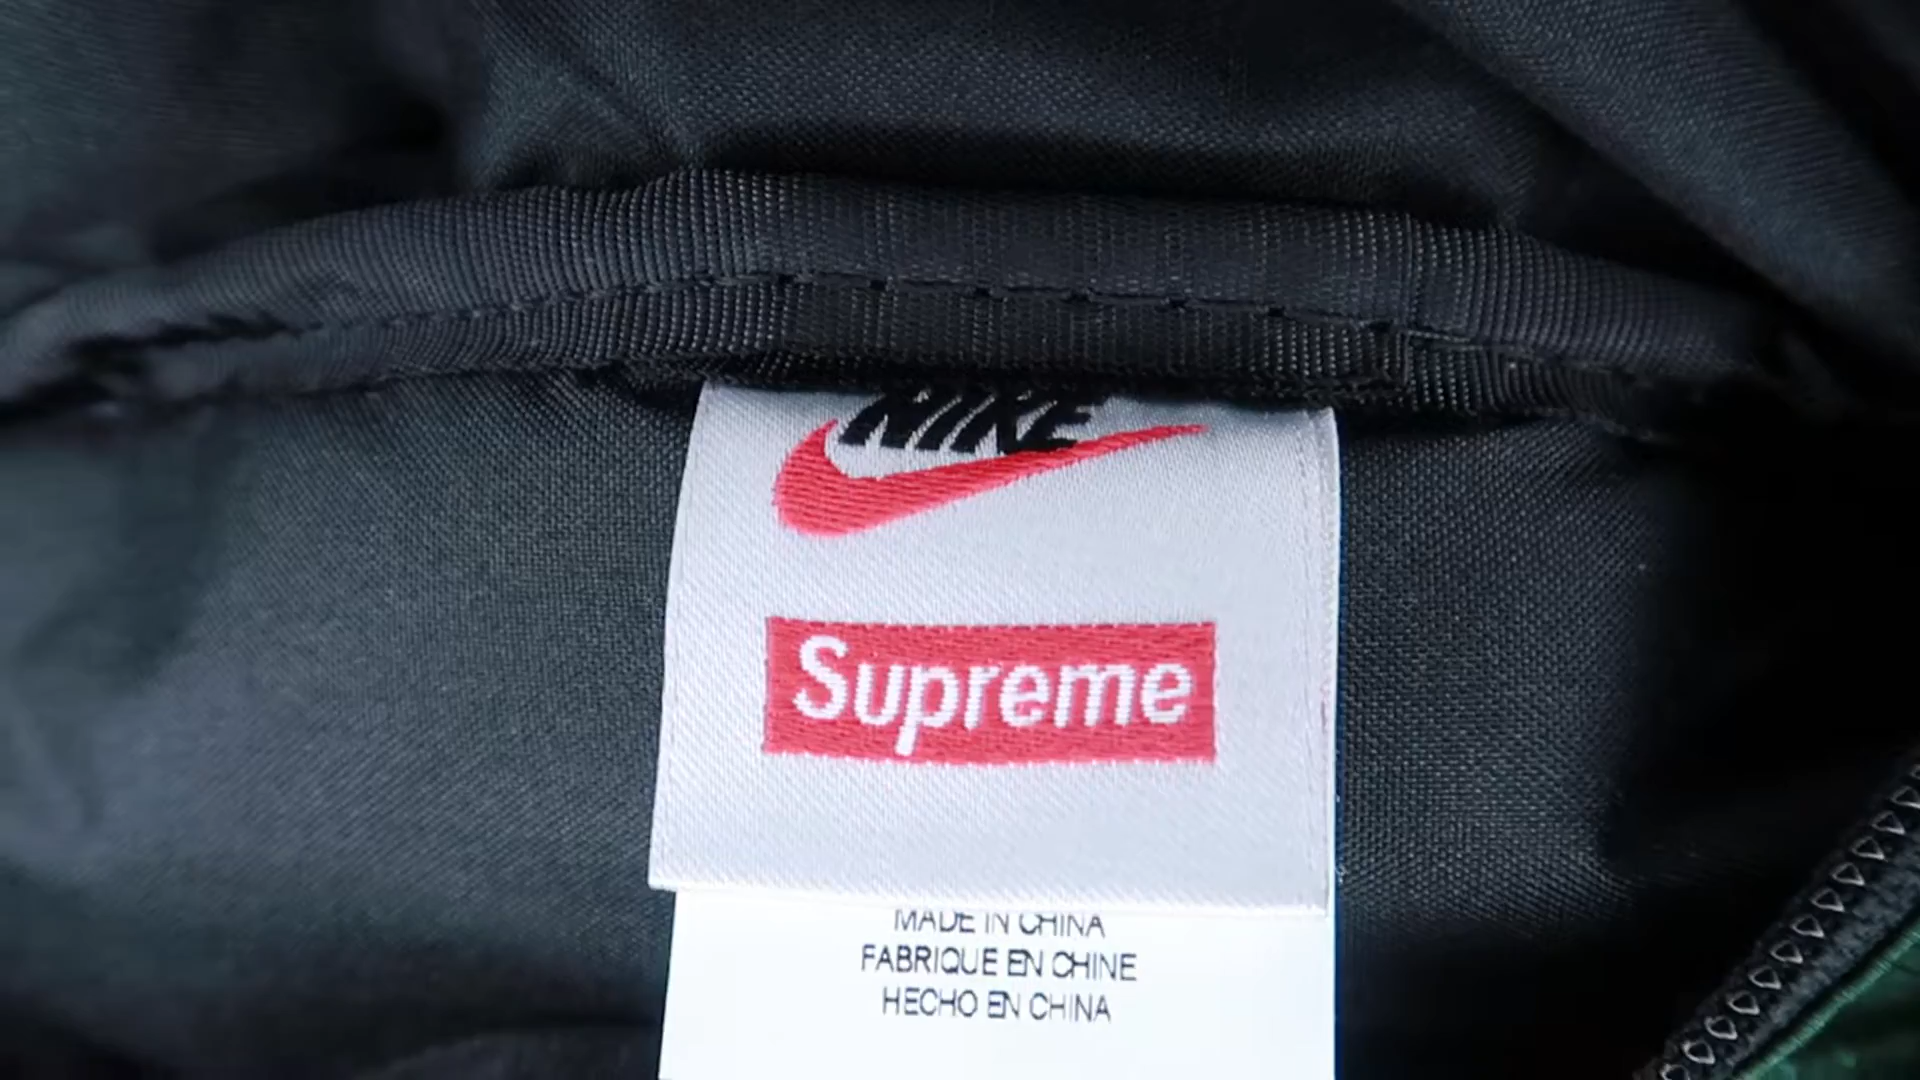 NIKE
Supreme
MADE IN CHINA
FABRIQUE EN CHINE
HECHO EN CHINA